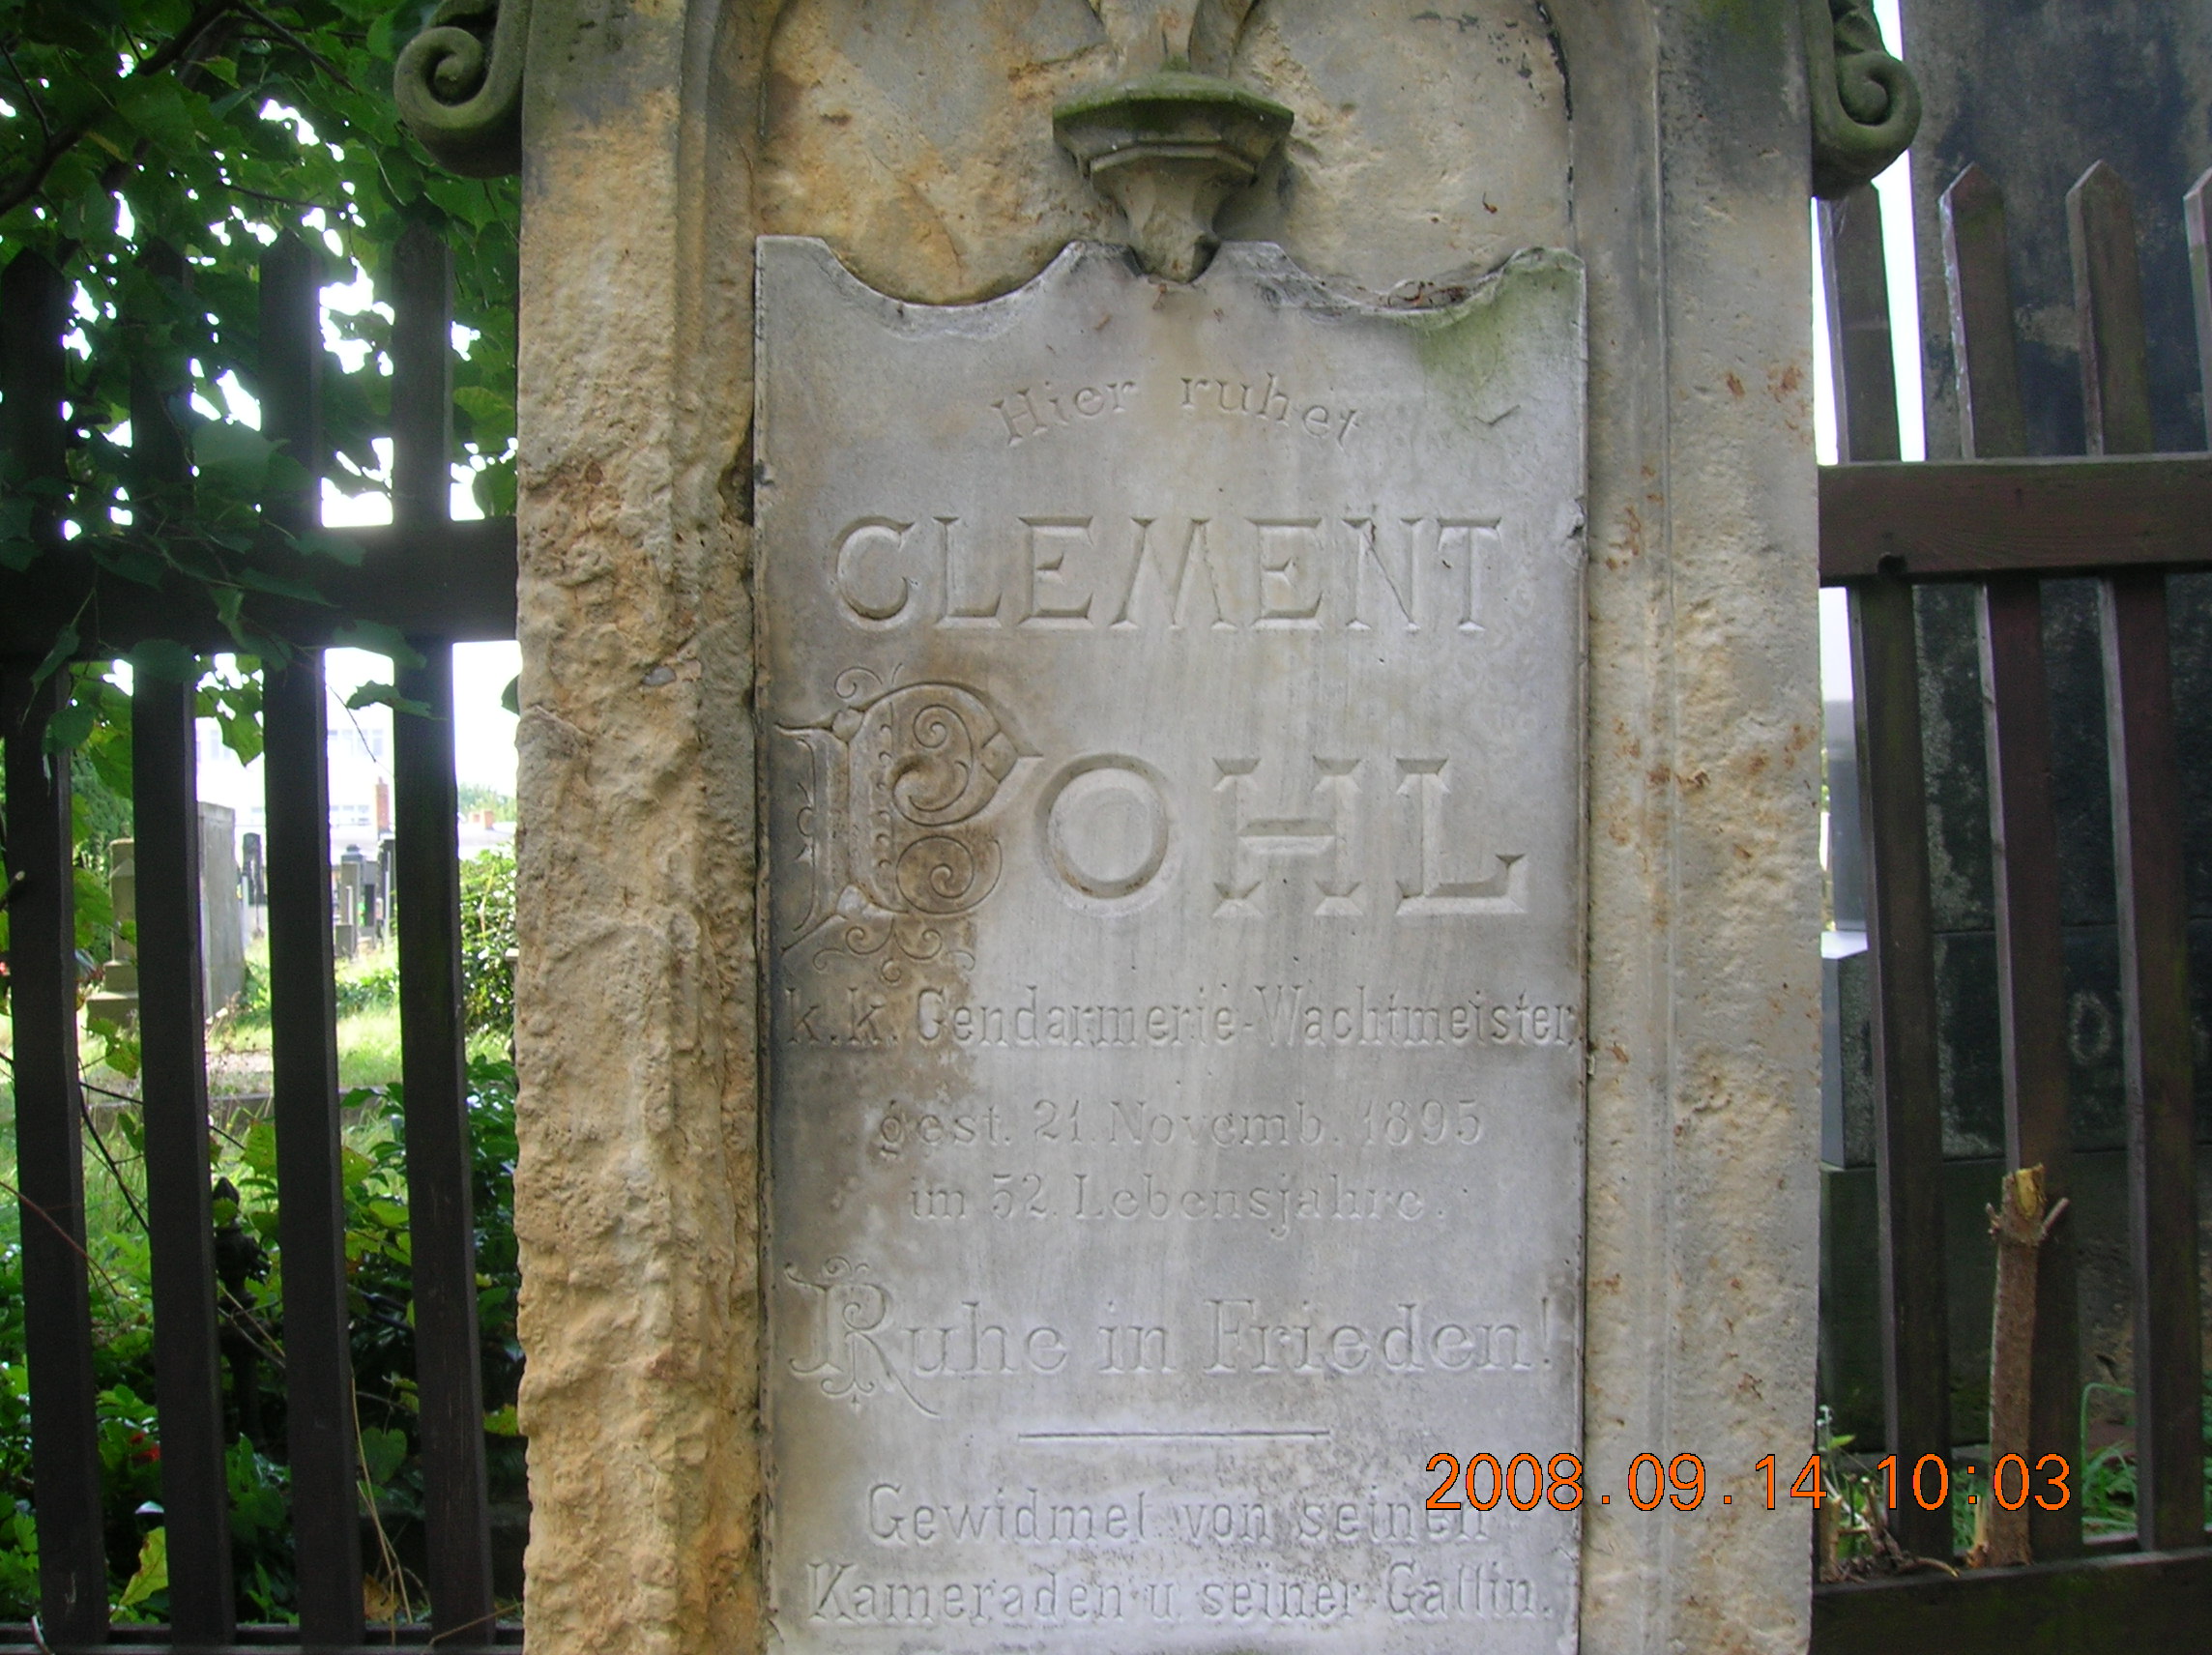 Hier ruhet
CLEMENT
POHL
k.k. Gendarmerie-Wachtmeister,
gest. 21. Novemb. 1895
im 52. Lebensjahre.
Ruhe in Frieden!
Gewidmet von seinen
Kameraden u. seiner Gattin.
2008.09.14 10:03